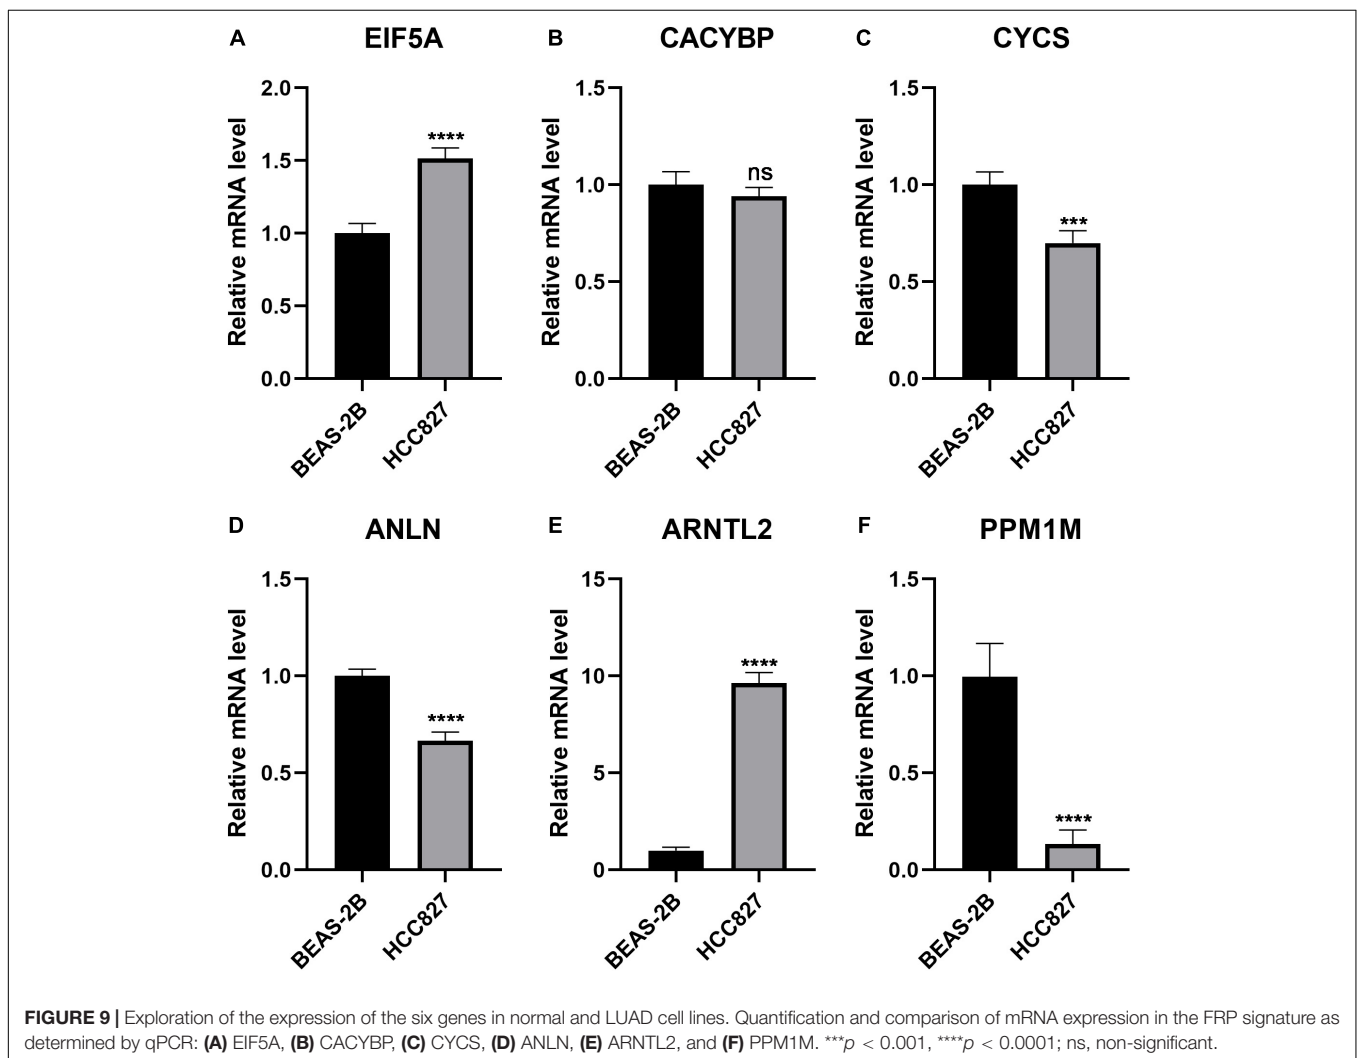 A EIF5A
B CACYBP
C CYCS
Relative mRNA level
2.0
1.5
1.0
0.5
0.0
****
BEAS-2B
HCC827
Relative mRNA level
1.5
1.0
0.5
0.0
ns
BEAS-2B
HCC827
Relative mRNA level
1.5
1.0
0.5
0.0
***
BEAS-2B
HCC827
D ANLN
E ARNTL2
F PPM1M
Relative mRNA level
1.5
1.0
0.5
0.0
****
BEAS-2B
HCC827
Relative mRNA level
15
10
5
0
****
BEAS-2B
HCC827
Relative mRNA level
1.5
1.0
0.5
0.0
****
BEAS-2B
HCC827
FIGURE 9 | Exploration of the expression of the six genes in normal and LUAD cell lines. Quantification and comparison of mRNA expression in the FRP signature as
determined by qPCR: (A) EIF5A, (B) CACYBP, (C) CYCS, (D) ANLN, (E) ARNTL2, and (F) PPM1M. ***p < 0.001, ****p < 0.0001; ns, non-significant.